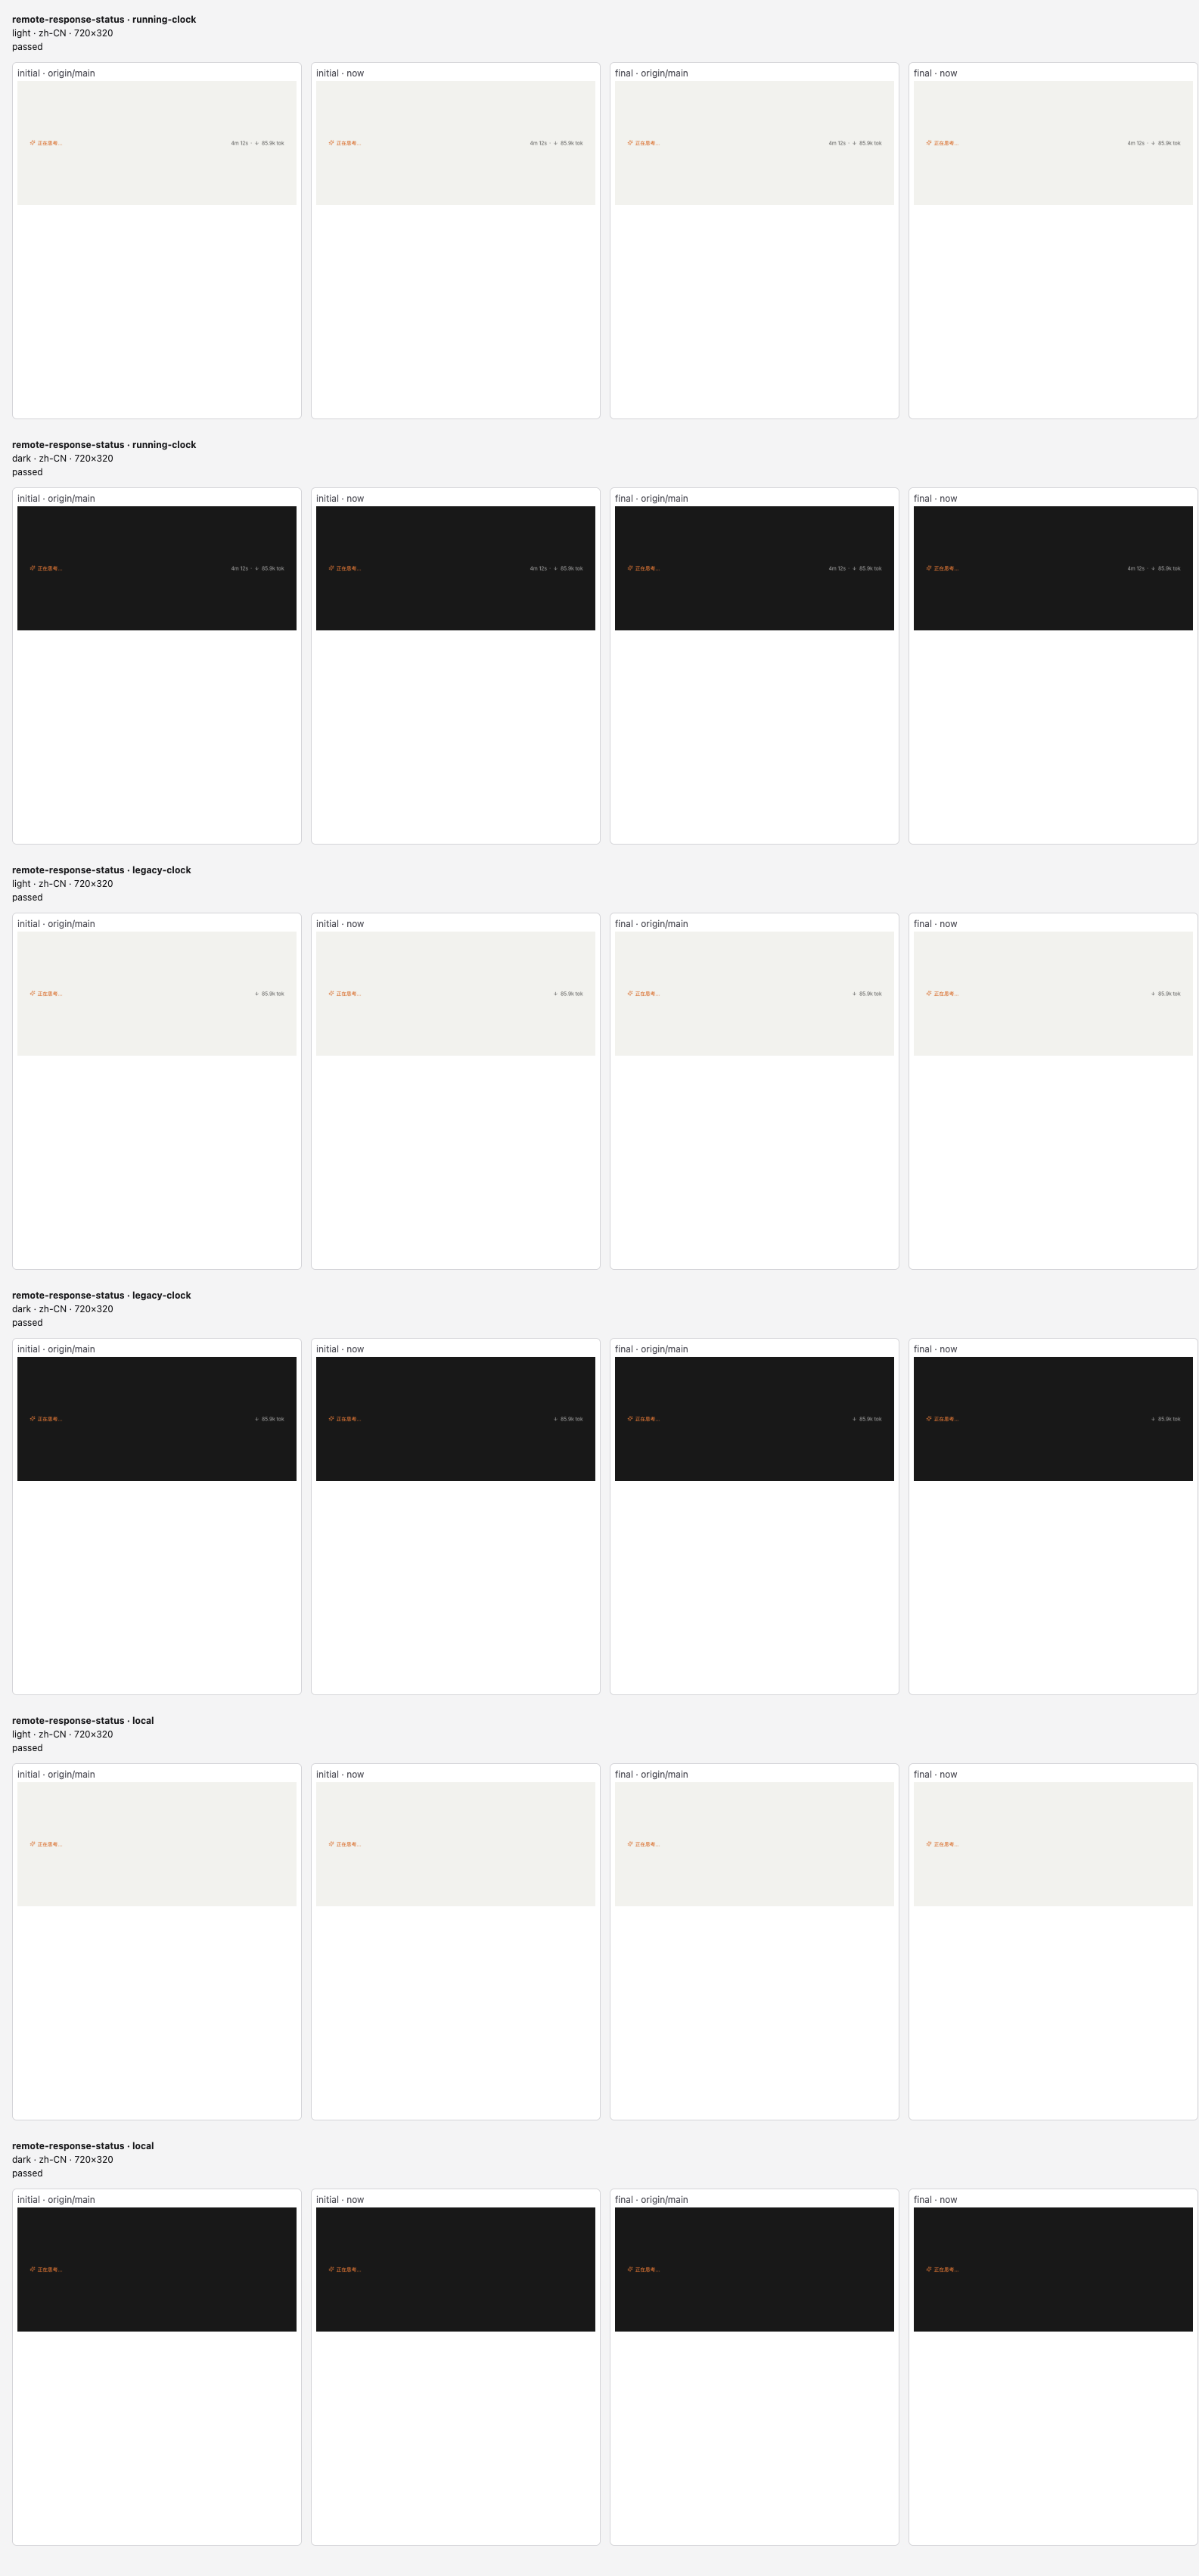 remote-response-status · running-clock
light · zh-CN · 720×320
passed
initial · origin/main
initial · now
final · origin/main
final · now
正在思考...
4m 12s · ↓ 85.9k tok
正在思考...
4m 12s · ↓ 85.9k tok
正在思考...
4m 12s · ↓ 85.9k tok
正在思考...
4m 12s · ↓ 85.9k tok
remote-response-status · running-clock
dark · zh-CN · 720×320
passed
initial · origin/main
initial · now
final · origin/main
final · now
正在思考...
4m 12s · ↓ 85.9k tok
正在思考...
4m 12s · ↓ 85.9k tok
正在思考...
4m 12s · ↓ 85.9k tok
正在思考...
4m 12s · ↓ 85.9k tok
remote-response-status · legacy-clock
light · zh-CN · 720×320
passed
initial · origin/main
initial · now
final · origin/main
final · now
正在思考...
↓ 85.9k tok
正在思考...
↓ 85.9k tok
正在思考...
↓ 85.9k tok
正在思考...
↓ 85.9k tok
remote-response-status · legacy-clock
dark · zh-CN · 720×320
passed
initial · origin/main
initial · now
final · origin/main
final · now
正在思考...
↓ 85.9k tok
正在思考...
↓ 85.9k tok
正在思考...
↓ 85.9k tok
正在思考...
↓ 85.9k tok
remote-response-status · local
light · zh-CN · 720×320
passed
initial · origin/main
initial · now
final · origin/main
final · now
正在思考...
正在思考...
正在思考...
正在思考...
remote-response-status · local
dark · zh-CN · 720×320
passed
initial · origin/main
initial · now
final · origin/main
final · now
正在思考...
正在思考...
正在思考...
正在思考...